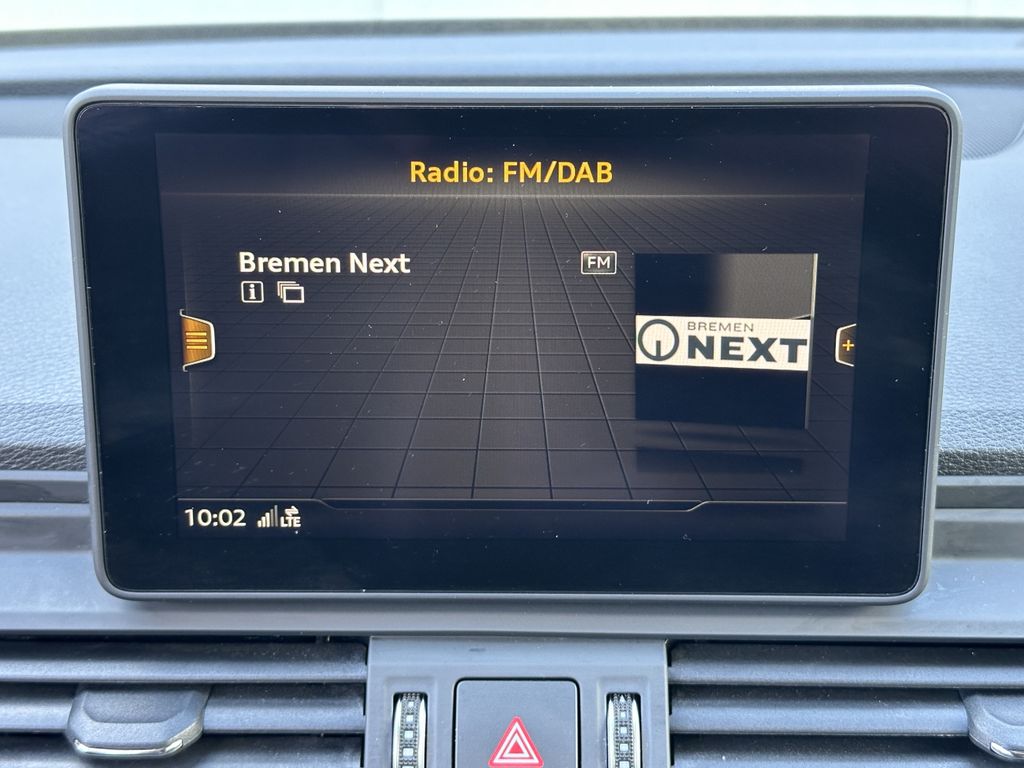 Radio: FM/DAB
Bremen Next
FM
BREMEN
NEXT
+
10:02
LTE